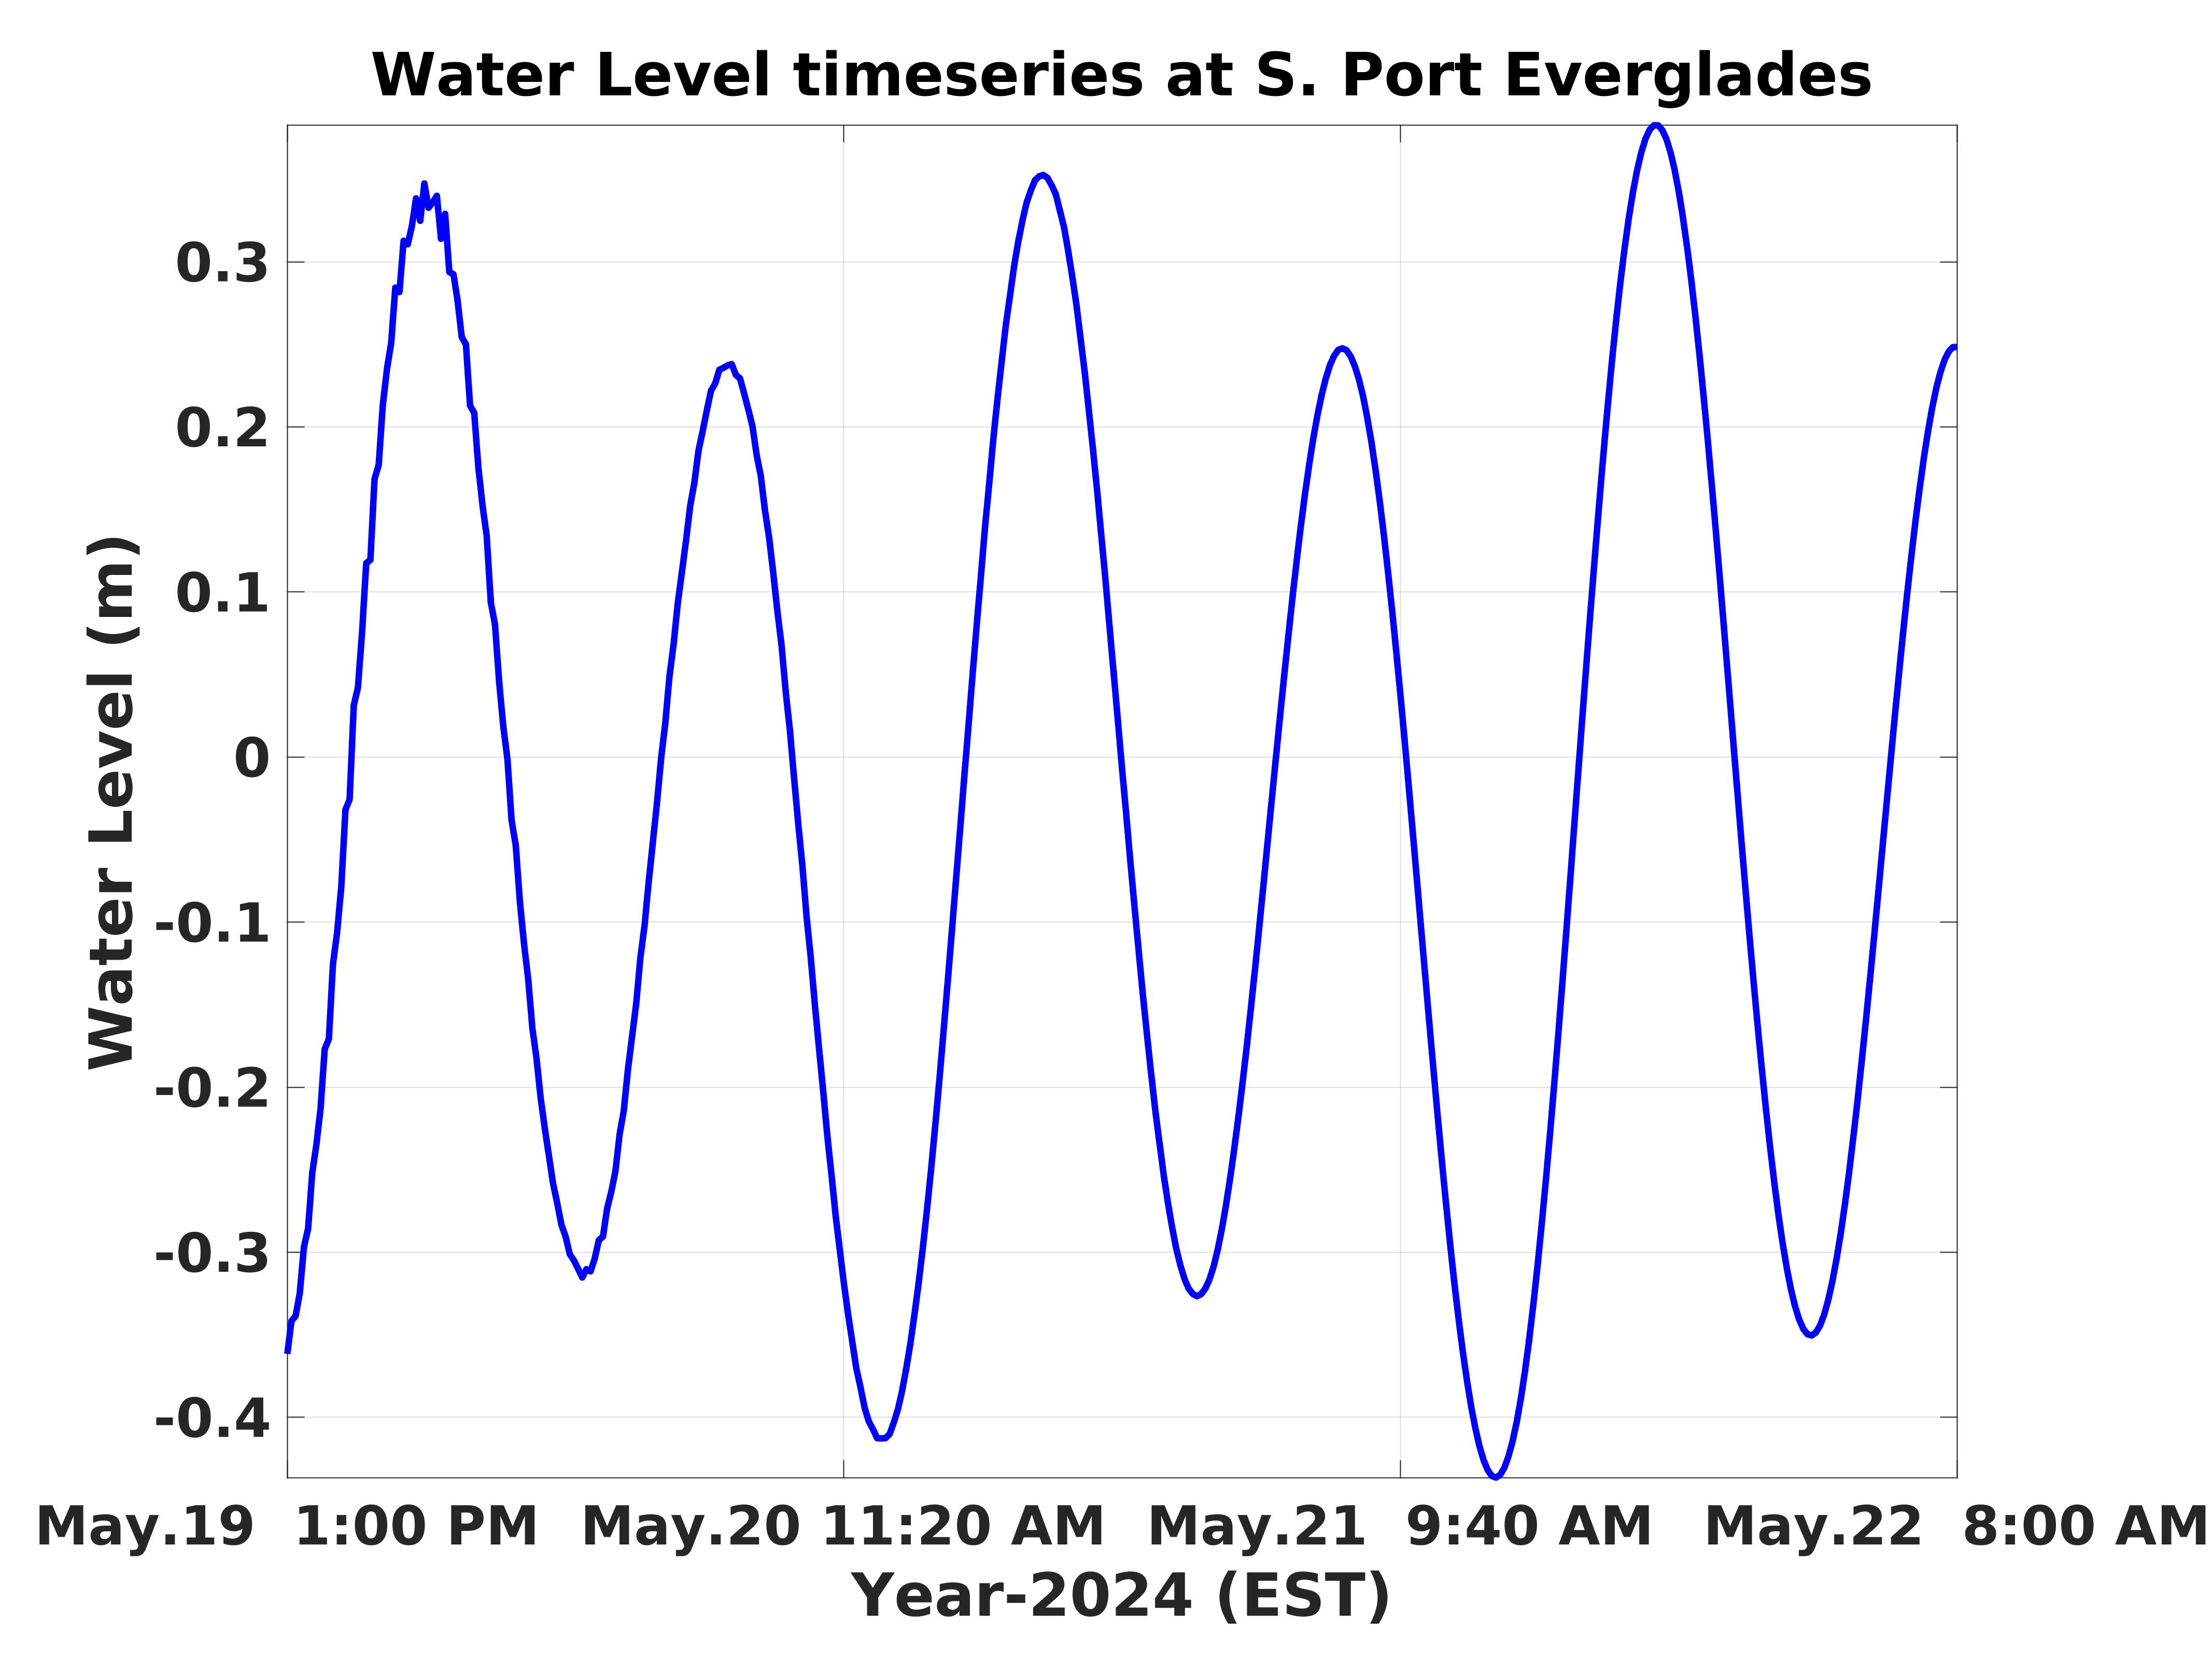 Water Level timeseries at S. Port Everglades
Water Level (m)
0.3
0.2
0.1
0
-0.1
-0.2
-0.3
-0.4
May.19 1:00 PM May.20 11:20 AM May.21 9:40 AM May.22 8:00 AM
Year-2024 (EST)